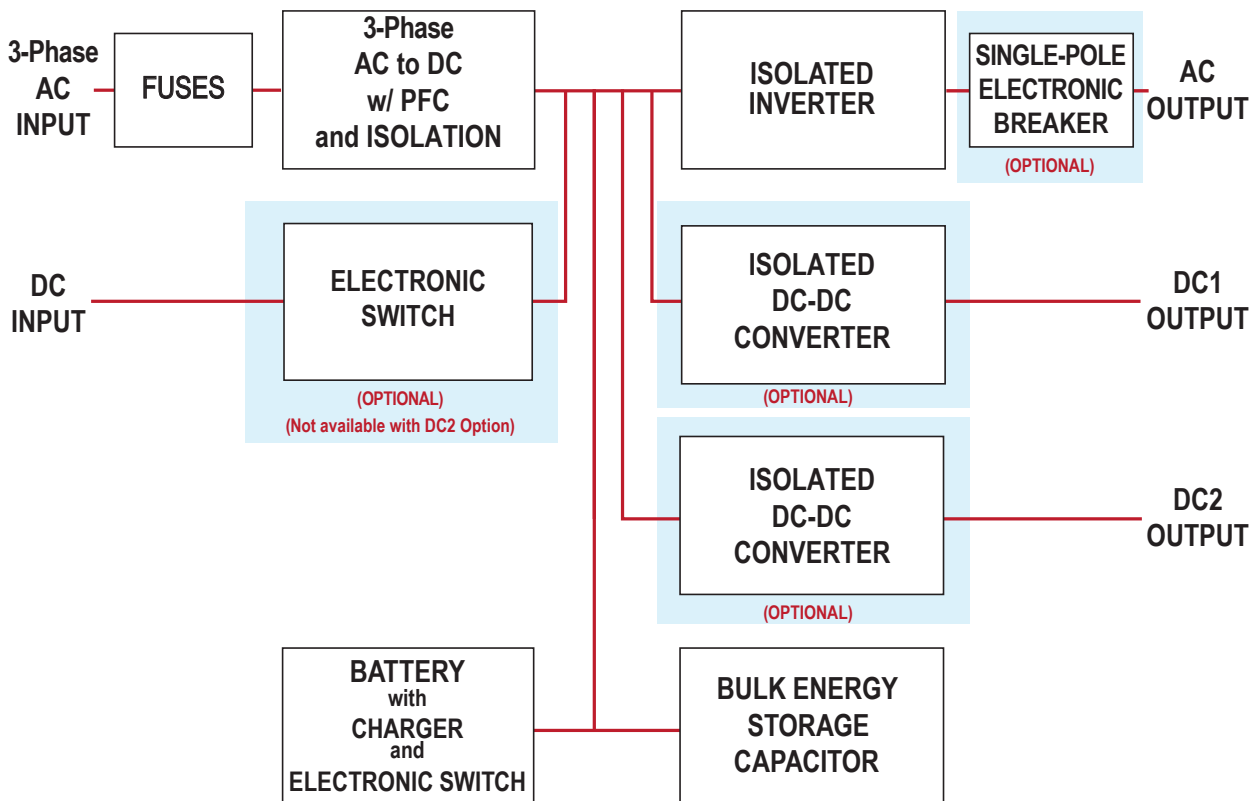 3-Phase
AC
INPUT
FUSES
3-Phase
AC to DC
w/ PFC
and ISOLATION
ISOLATED
INVERTER
SINGLE-POLE
ELECTRONIC
BREAKER
(OPTIONAL)
AC
OUTPUT
DC
INPUT
ELECTRONIC
SWITCH
(OPTIONAL)
(Not available with DC2 Option)
ISOLATED
DC-DC
CONVERTER
(OPTIONAL)
DC1
OUTPUT
ISOLATED
DC-DC
CONVERTER
(OPTIONAL)
DC2
OUTPUT
BATTERY
with
CHARGER
and
ELECTRONIC SWITCH
BULK ENERGY
STORAGE
CAPACITOR